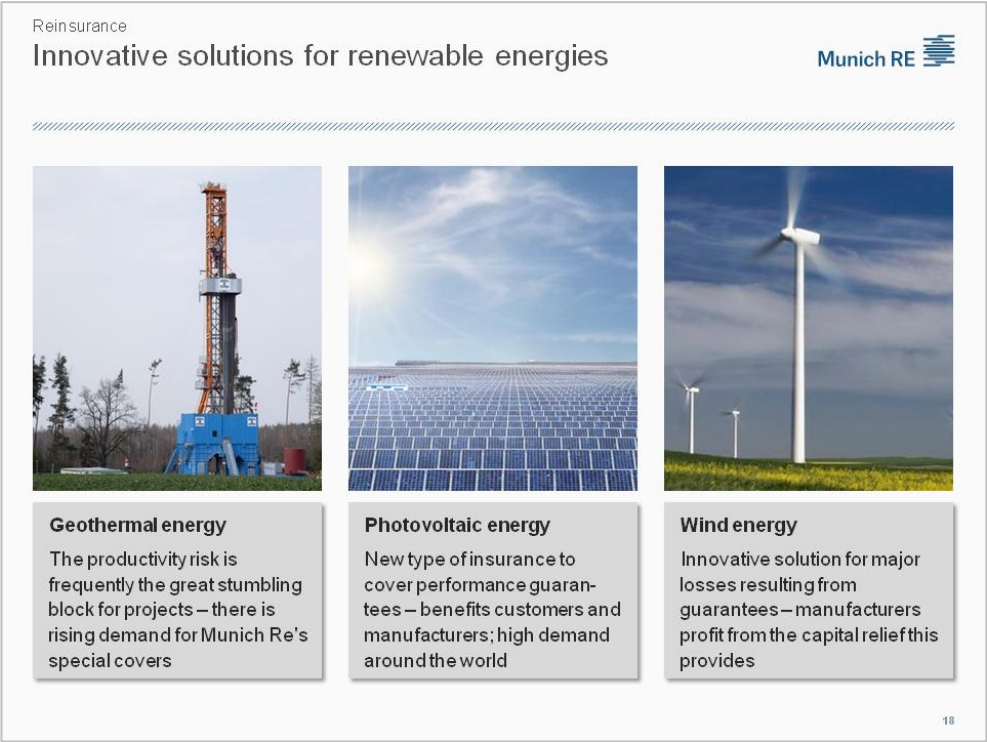 Reinsurance
Innovative solutions for renewable energies
Munich RE
Geothermal energy
The productivity risk is
frequently the great stumbling
block for projects – there is
rising demand for Munich Re's
special covers
Photovoltaic energy
New type of insurance to
cover performance guaran-
tees – benefits customers and
manufacturers; high demand
around the world
Wind energy
Innovative solution for major
losses resulting from
guarantees – manufacturers
profit from the capital relief this
provides
18